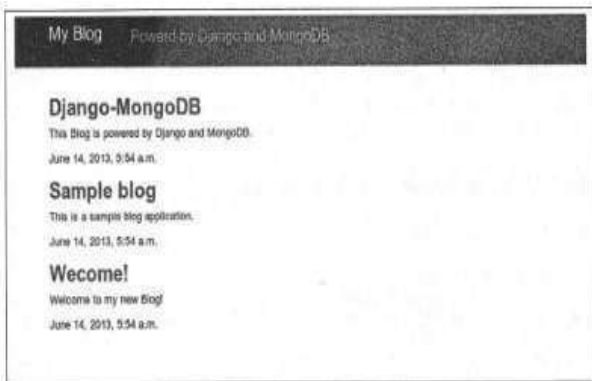 My Blog Powerd by Django and MongoDB
Django-MongoDB
This Blog is powered by Django and MongoDB.
June 14, 2013, 5:54 a.m.
Sample blog
This is a sample blog application.
June 14, 2013, 5:54 a.m.
Wecome!
Welcome to my new Blog!
June 14, 2013, 5:54 a.m.